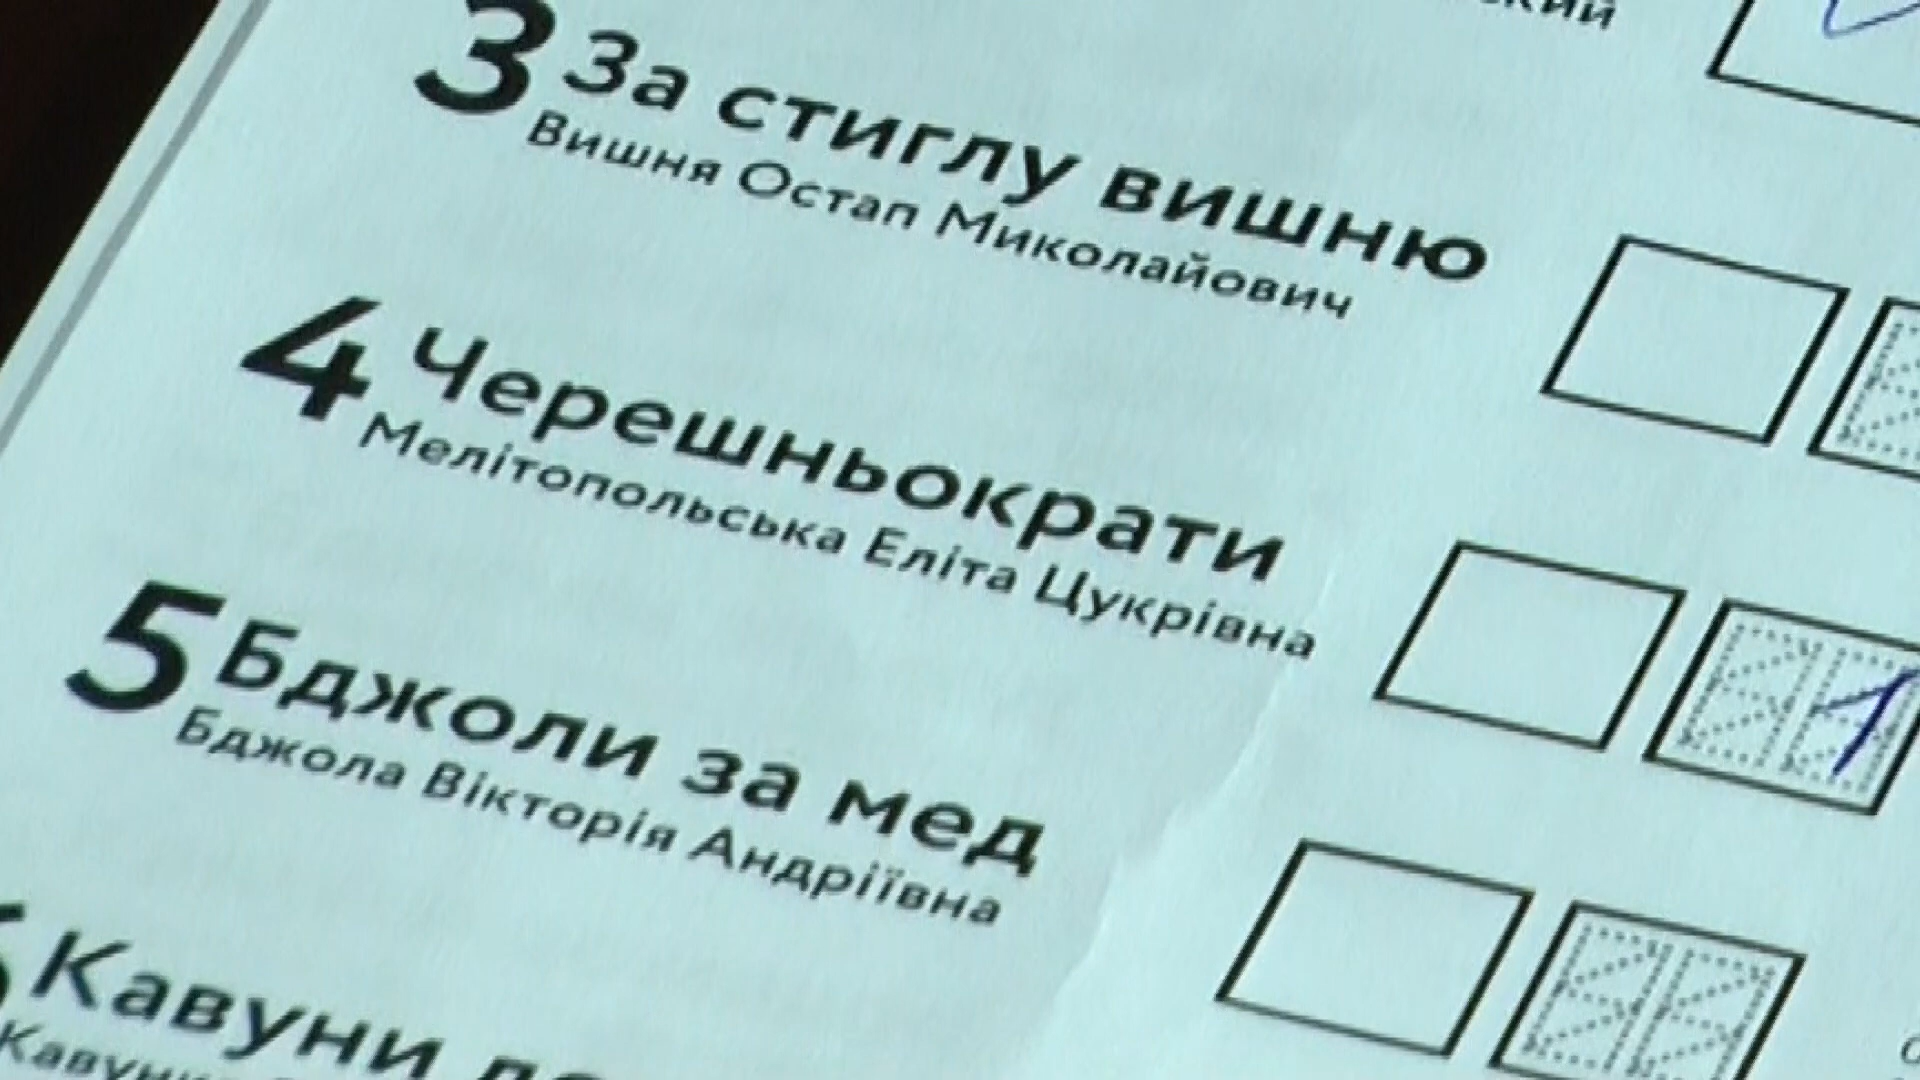 3 За стиглу вишню
Вишня Остап Миколайович
4 Черешньократи
Мелітопольська Еліта Цукрівна
1
5 Бджоли за мед
Бджола Вікторія Андріївна
Кавуни